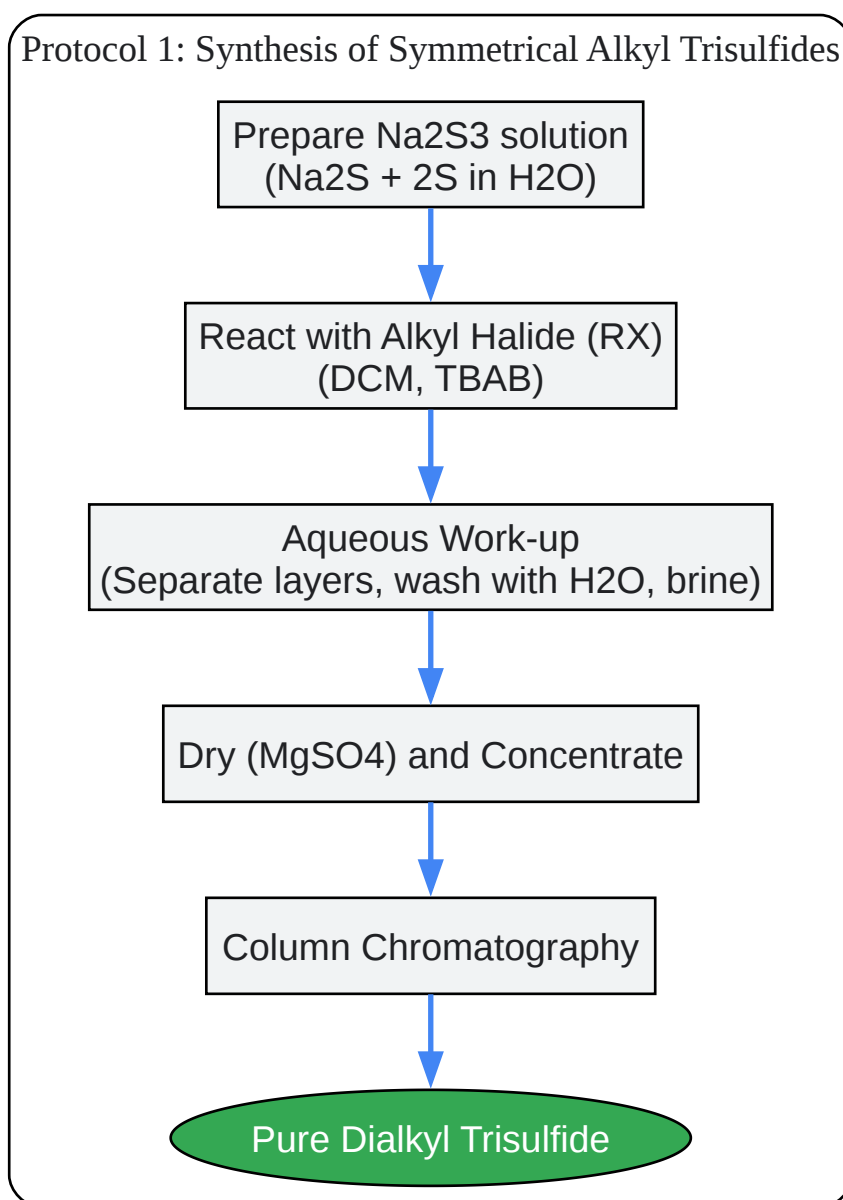 Protocol 1: Synthesis of Symmetrical Alkyl Trisulfides
Prepare Na2S3 solution
(Na2S + 2S in H2O)
React with Alkyl Halide (RX)
(DCM, TBAB)
Aqueous Work-up
(Separate layers, wash with H2O, brine)
Dry (MgSO4) and Concentrate
Column Chromatography
Pure Dialkyl Trisulfide